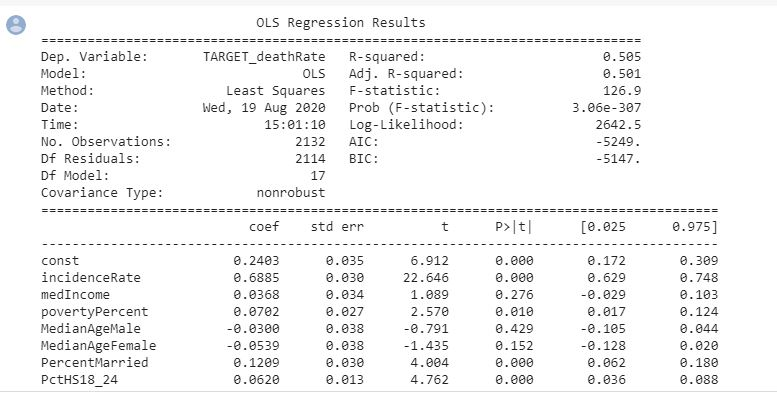 OLS Regression Results
==============================================================================
Dep. Variable: TARGET_deathRate R-squared: 0.505
Model: OLS Adj. R-squared: 0.501
Method: Least Squares F-statistic: 126.9
Date: Wed, 19 Aug 2020 Prob (F-statistic): 3.06e-307
Time: 15:01:10 Log-Likelihood: 2642.5
No. Observations: 2132 AIC: -5249.
Df Residuals: 2114 BIC: -5147.
Df Model: 17
Covariance Type: nonrobust
==============================================================================
coef std err t P>|t| [0.025 0.975]
------------------------------------------------------------------------------
const 0.2403 0.035 6.912 0.000 0.172 0.309
incidenceRate 0.6885 0.030 22.646 0.000 0.629 0.748
medIncome 0.0368 0.034 1.089 0.276 -0.029 0.103
povertyPercent 0.0702 0.027 2.570 0.010 0.017 0.124
MedianAgeMale -0.0300 0.038 -0.791 0.429 -0.105 0.044
MedianAgeFemale -0.0539 0.038 -1.435 0.152 -0.128 0.020
PercentMarried 0.1209 0.030 4.004 0.000 0.062 0.180
PctHS18_24 0.0620 0.013 4.762 0.000 0.036 0.088